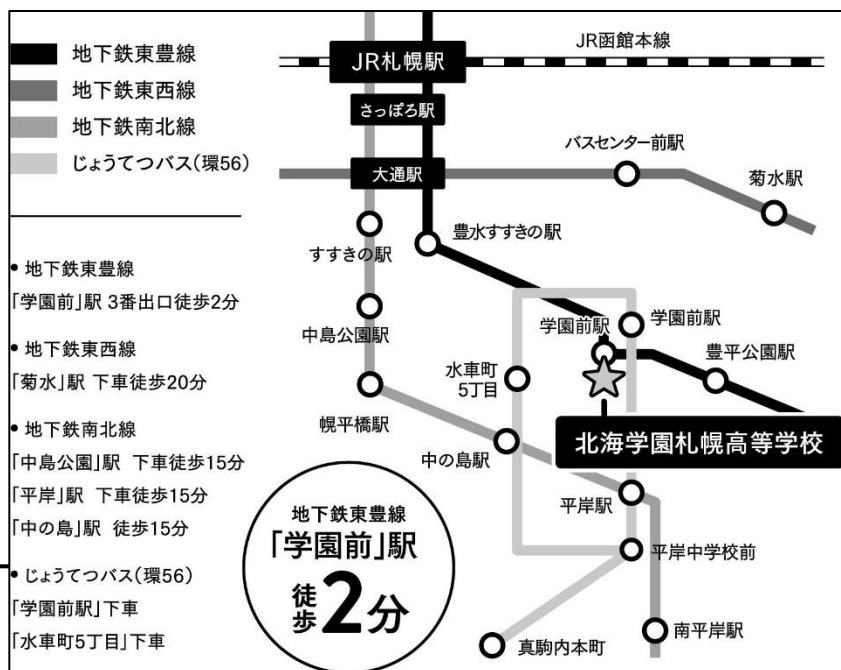 地下鉄東豊線
地下鉄東西線
地下鉄南北線
じょうてつバス(環56)
• 地下鉄東豊線
「学園前」駅 3番出口徒歩2分
• 地下鉄東西線
「菊水」駅 下車徒歩20分
• 地下鉄南北線
「中島公園」駅 下車徒歩15分
「平岸」駅 下車徒歩15分
「中の島」駅 徒歩15分
• じょうてつバス(環56)
「学園前駅」下車
「水車町5丁目」下車
JR函館本線
JR札幌駅
さっぽろ駅
大通駅
バスセンター前駅
菊水駅
すすきの駅
豊水すすきの駅
中島公園駅
学園前駅
学園前駅
水車町
5丁目
豊平公園駅
幌平橋駅
中の島駅
北海学園札幌高等学校
平岸駅
平岸中学校前
真駒内本町
南平岸駅
地下鉄東豊線
「学園前」駅
徒歩2分